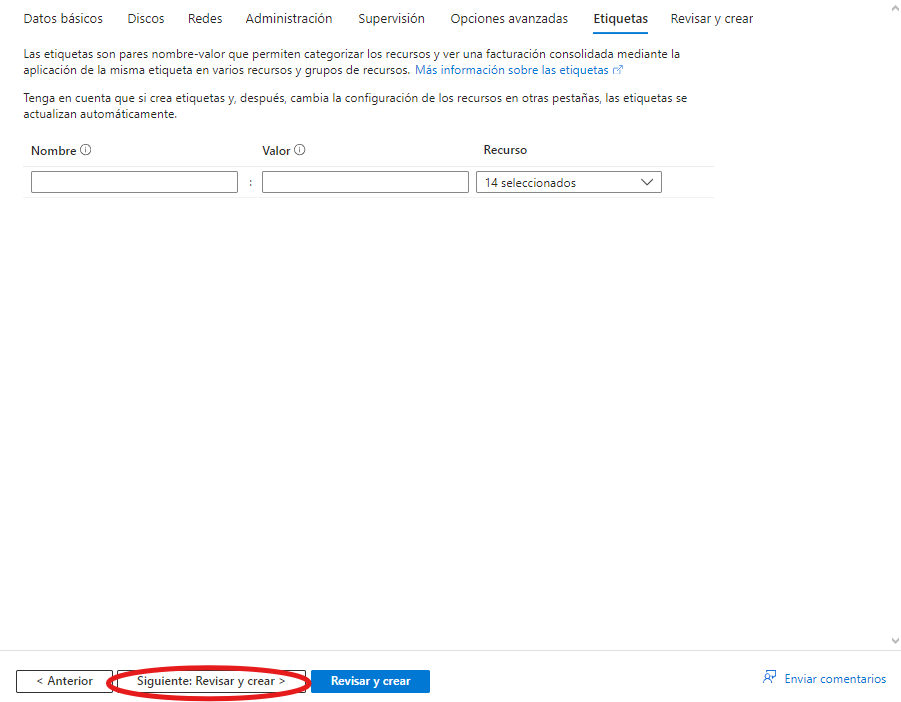 Datos básicos Discos Redes Administración Supervisión Opciones avanzadas Etiquetas Revisar y crear
Las etiquetas son pares nombre-valor que permiten categorizar los recursos y ver una facturación consolidada mediante la
aplicación de la misma etiqueta en varios recursos y grupos de recursos. Más información sobre las etiquetas
Tenga en cuenta que si crea etiquetas y, después, cambia la configuración de los recursos en otras pestañas, las etiquetas se
actualizan automáticamente.
Nombre Valor Recurso
: 14 seleccionados
< Anterior Siguiente: Revisar y crear > Revisar y crear Enviar comentarios